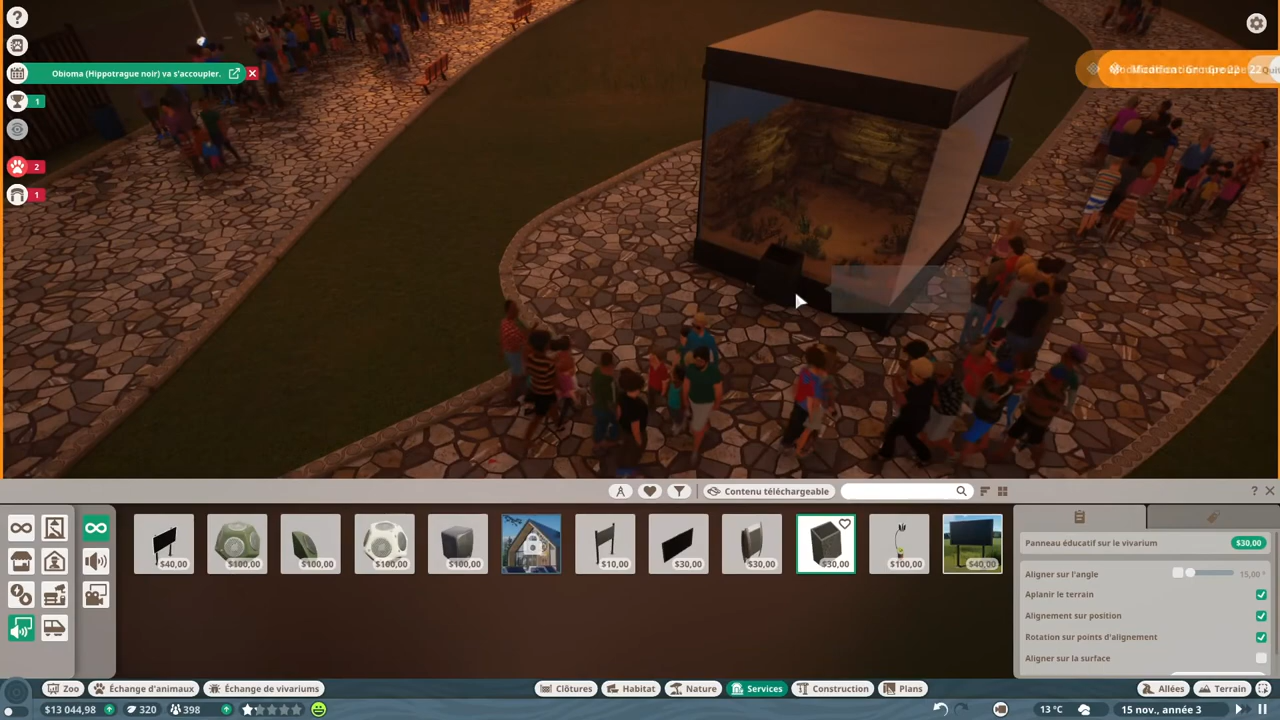 ?
Obioma (Hippotrague noir) va s'accoupler.
1
2
1
Contenu téléchargeable
?
$40,00
$100,00
$100,00
$100,00
$100,00
$10,00
$30,00
$30,00
$30,00
$100,00
$40,00
Panneau éducatif sur le vivarium
$30,00
Aligner sur l'angle
15,00 °
Aplanir le terrain
Alignement sur position
Rotation sur points d'alignement
Aligner sur la surface
Zoo
Échange d'animaux
Échange de vivariums
Clôtures
Habitat
Nature
Services
Construction
Plans
Allées
Terrain
$13 044,98
320
398
13 °C
15 nov., année 3